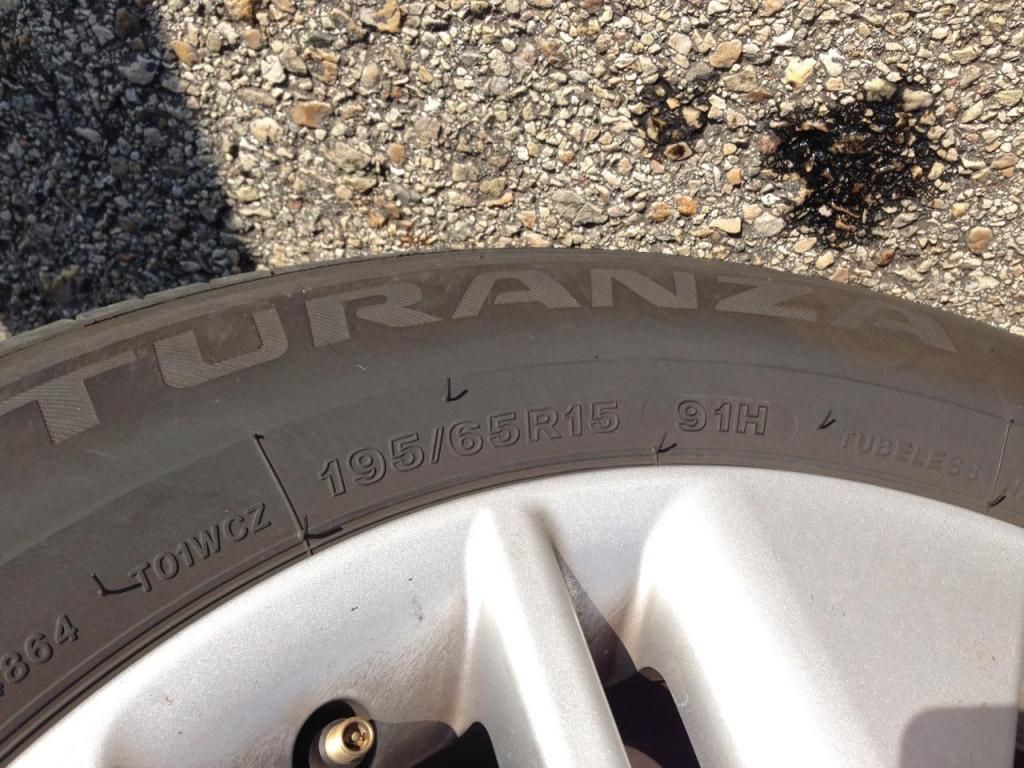 TURANZA
195/65R15 91H TUBELESS
T01WCZ
864